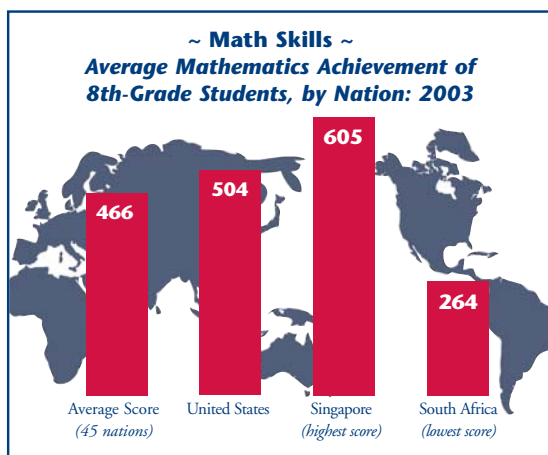 ~ Math Skills ~
Average Mathematics Achievement of
8th-Grade Students, by Nation: 2003
466
504
605
264
Average Score
(45 nations)
United States
Singapore
(highest score)
South Africa
(lowest score)